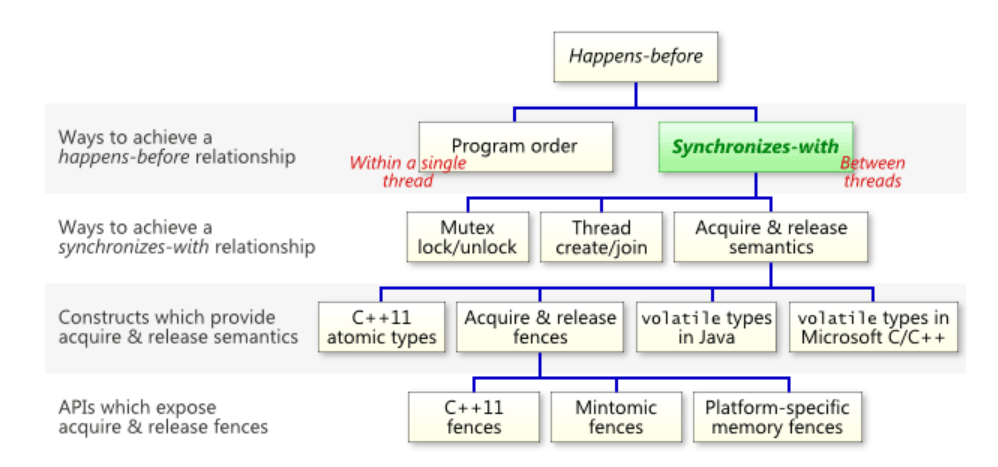 Happens-before
Ways to achieve a
happens-before relationship
Program order
Within a single
thread
Synchronizes-with
Between
threads
Ways to achieve a
synchronizes-with relationship
Mutex
lock/unlock
Thread
create/join
Acquire & release
semantics
Constructs which provide
acquire & release semantics
C++11
atomic types
Acquire & release
fences
volatile types
in Java
volatile types in
Microsoft C/C++
APIs which expose
acquire & release fences
C++11
fences
Mintomic
fences
Platform-specific
memory fences